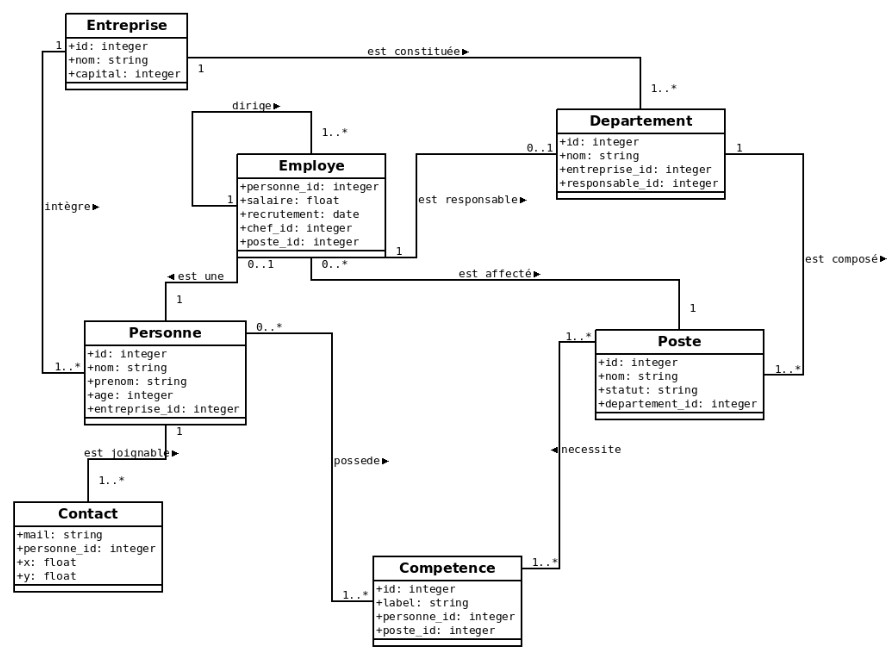 Entreprise
+id: integer
+nom: string
+capital: integer
1
1
est constituée
1..*
Departement
+id: integer
+nom: string
+entreprise_id: integer
+responsable_id: integer
0..1
1
dirige
1..*
Employe
+personne_id: integer
+salaire: float
+recrutement: date
+chef_id: integer
+poste_id: integer
1
intègre
est responsable
1
0..1
0..*
est affecté
est composé
est une
1
1
Personne
+id: integer
+nom: string
+prenom: string
+age: integer
+entreprise_id: integer
0..*
1..*
1..*
Poste
+id: integer
+nom: string
+statut: string
+departement_id: integer
1..*
1
est joignable
possede
necessite
1..*
Contact
+mail: string
+personne_id: integer
+x: float
+y: float
1..*
Competence
+id: integer
+label: string
+personne_id: integer
+poste_id: integer
1..*